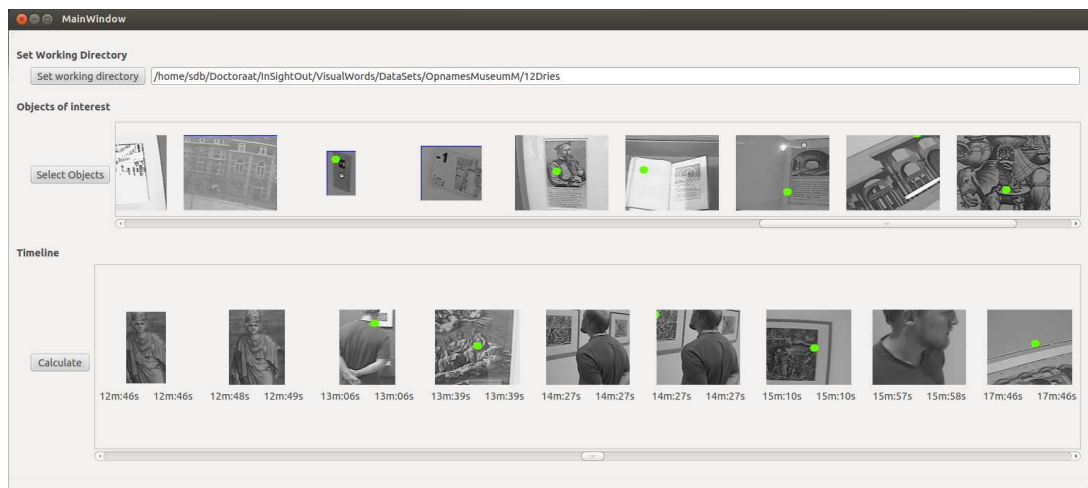 MainWindow
Set Working Directory
Set working directory /home/sdb/Doctoraat/InSightOut/VisualWords/DataSets/OpnamesMuseumM/12Dries
Objects of interest
-1
Select Objects
Timeline
Calculate
12m:46s 12m:46s 12m:48s 12m:49s 13m:06s 13m:06s 13m:39s 13m:39s 14m:27s 14m:27s 14m:27s 14m:27s 15m:10s 15m:10s 15m:57s 15m:58s 17m:46s 17m:46s